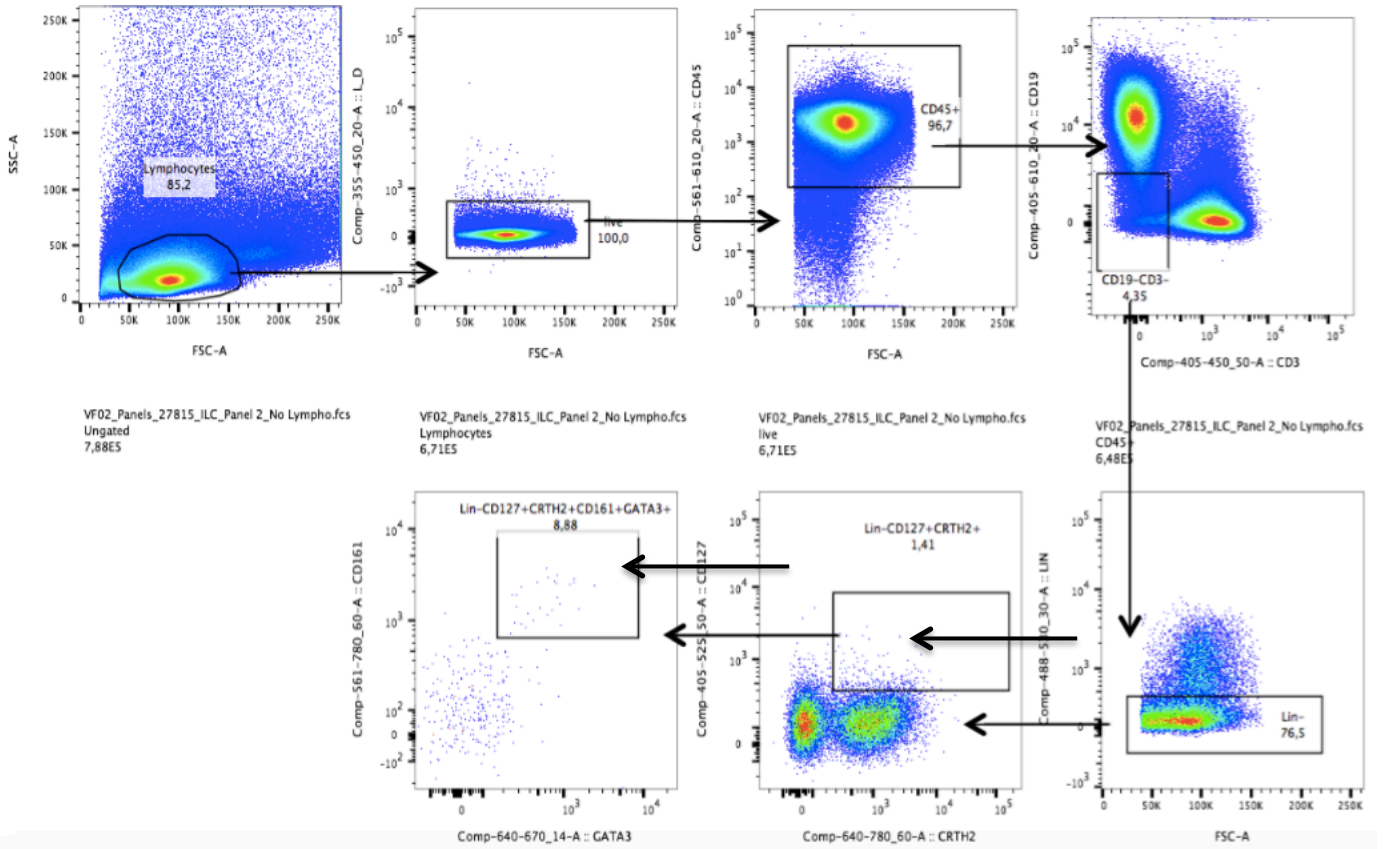 250K
200K
150K
100K
50K
0
SSC-A
Lymphocytes
85,2
0 50K 100K 150K 200K 250K
FSC-A
VF02_Panels_27815_ILC_Panel 2_No Lympho.fcs
Ungated
7,88E5
Comp-355-450_20-A :: L_D
10^5
10^4
10^3
0
-10^3
live
100,0
0 50K 100K 150K 200K 250K
FSC-A
VF02_Panels_27815_ILC_Panel 2_No Lympho.fcs
Lymphocytes
6,71E5
Comp-561-610_20-A :: CD45
10^5
10^4
10^3
10^2
10^1
10^0
CD45+
96,7
0 50K 100K 150K 200K 250K
FSC-A
VF02_Panels_27815_ILC_Panel 2_No Lympho.fcs
live
6,71E5
Comp-405-610_20-A :: CD19
10^5
10^4
0
CD19-CD3-
4,35
0 10^3 10^4 10^5
Comp-405-450_50-A :: CD3
VF02_Panels_27815_ILC_Panel 2_No Lympho.fcs
CD45+
6,48E5
Comp-561-780_60-A :: CD161
10^4
10^3
10^2
0
-10^2
Lin-CD127+CRTH2+CD161+GATA3+
8,88
0 10^3 10^4
Comp-640-670_14-A :: GATA3
Comp-405-525_50-A :: CD127
10^5
10^4
10^3
0
Lin-CD127+CRTH2+
1,41
0 10^3 10^4 10^5
Comp-640-780_60-A :: CRTH2
Comp-488-530_30-A :: LIN
10^5
10^4
10^3
0
-10^3
Lin-
76,5
0 50K 100K 150K 200K 250K
FSC-A